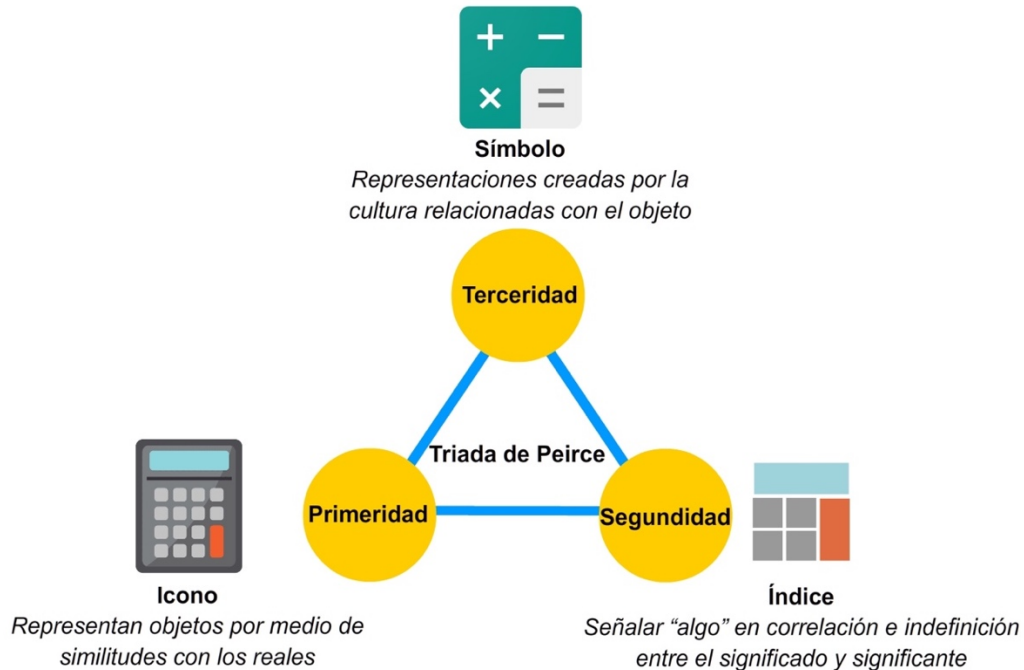 + −
× =
Símbolo
Representaciones creadas por la
cultura relacionadas con el objeto
Terceridad
Triada de Peirce
Primeridad
Segundidad
Icono
Representan objetos por medio de
similitudes con los reales
Índice
Señalar “algo” en correlación e indefinición
entre el significado y significante